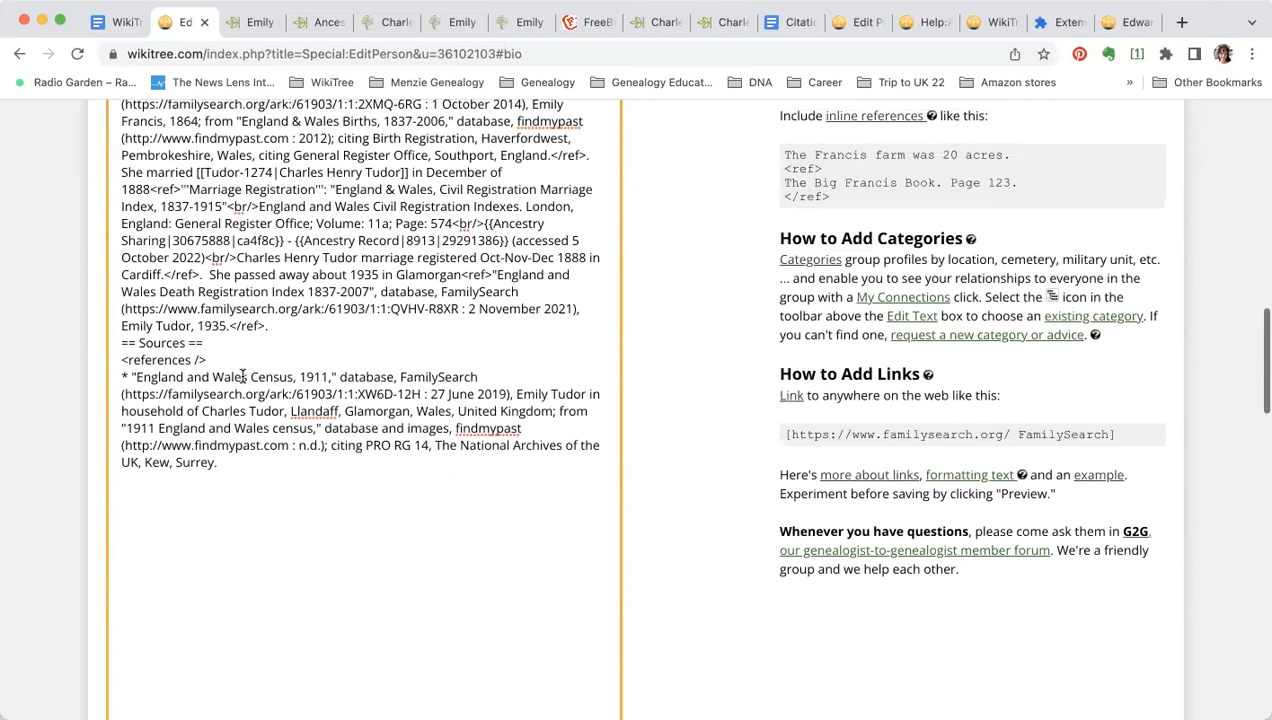 WikiTr
Ed
Emily
Ances
Charle
Emily
Emily
FreeB
Charle
Charle
Citatio
Edit P
Help:A
WikiTr
Extens
Edwar
wikitree.com/index.php?title=Special:EditPerson&u=36102103#bio
Radio Garden – Ra...
The News Lens Int...
WikiTree
Menzie Genealogy
Genealogy
Genealogy Educat...
DNA
Career
Trip to UK 22
Amazon stores
»
Other Bookmarks
(https://familysearch.org/ark:/61903/1:1:2XMQ-6RG : 1 October 2014), Emily
Francis, 1864; from "England & Wales Births, 1837-2006," database, findmypast
(http://www.findmypast.com : 2012); citing Birth Registration, Haverfordwest,
Pembrokeshire, Wales, citing General Register Office, Southport, England.</ref>.
She married [[Tudor-1274|Charles Henry Tudor]] in December of
1888<ref>'''Marriage Registration''': "England & Wales, Civil Registration Marriage
Index, 1837-1915"<br/>England and Wales Civil Registration Indexes. London,
England: General Register Office; Volume: 11a; Page: 574<br/>{{Ancestry
Sharing|30675888|ca4f8c}} - {{Ancestry Record|8913|29291386}} (accessed 5
October 2022)<br/>Charles Henry Tudor marriage registered Oct-Nov-Dec 1888 in
Cardiff.</ref>.  She passed away about 1935 in Glamorgan<ref>"England and
Wales Death Registration Index 1837-2007", database, FamilySearch
(https://www.familysearch.org/ark:/61903/1:1:QVHV-R8XR : 2 November 2021),
Emily Tudor, 1935.</ref>.
== Sources ==
<references />
* "England and Wales Census, 1911," database, FamilySearch
(https://familysearch.org/ark:/61903/1:1:XW6D-12H : 27 June 2019), Emily Tudor in
household of Charles Tudor, Llandaff, Glamorgan, Wales, United Kingdom; from
"1911 England and Wales census," database and images, findmypast
(http://www.findmypast.com : n.d.); citing PRO RG 14, The National Archives of the
UK, Kew, Surrey.
Include inline references ? like this:
The Francis farm was 20 acres.
<ref>
The Big Francis Book. Page 123.
</ref>
How to Add Categories ?
Categories group profiles by location, cemetery, military unit, etc.
... and enable you to see your relationships to everyone in the
group with a My Connections click. Select the icon in the
toolbar above the Edit Text box to choose an existing category. If
you can't find one, request a new category or advice. ?
How to Add Links ?
Link to anywhere on the web like this:
[https://www.familysearch.org/ FamilySearch]
Here's more about links, formatting text ? and an example.
Experiment before saving by clicking "Preview."
Whenever you have questions, please come ask them in G2G,
our genealogist-to-genealogist member forum. We're a friendly
group and we help each other.